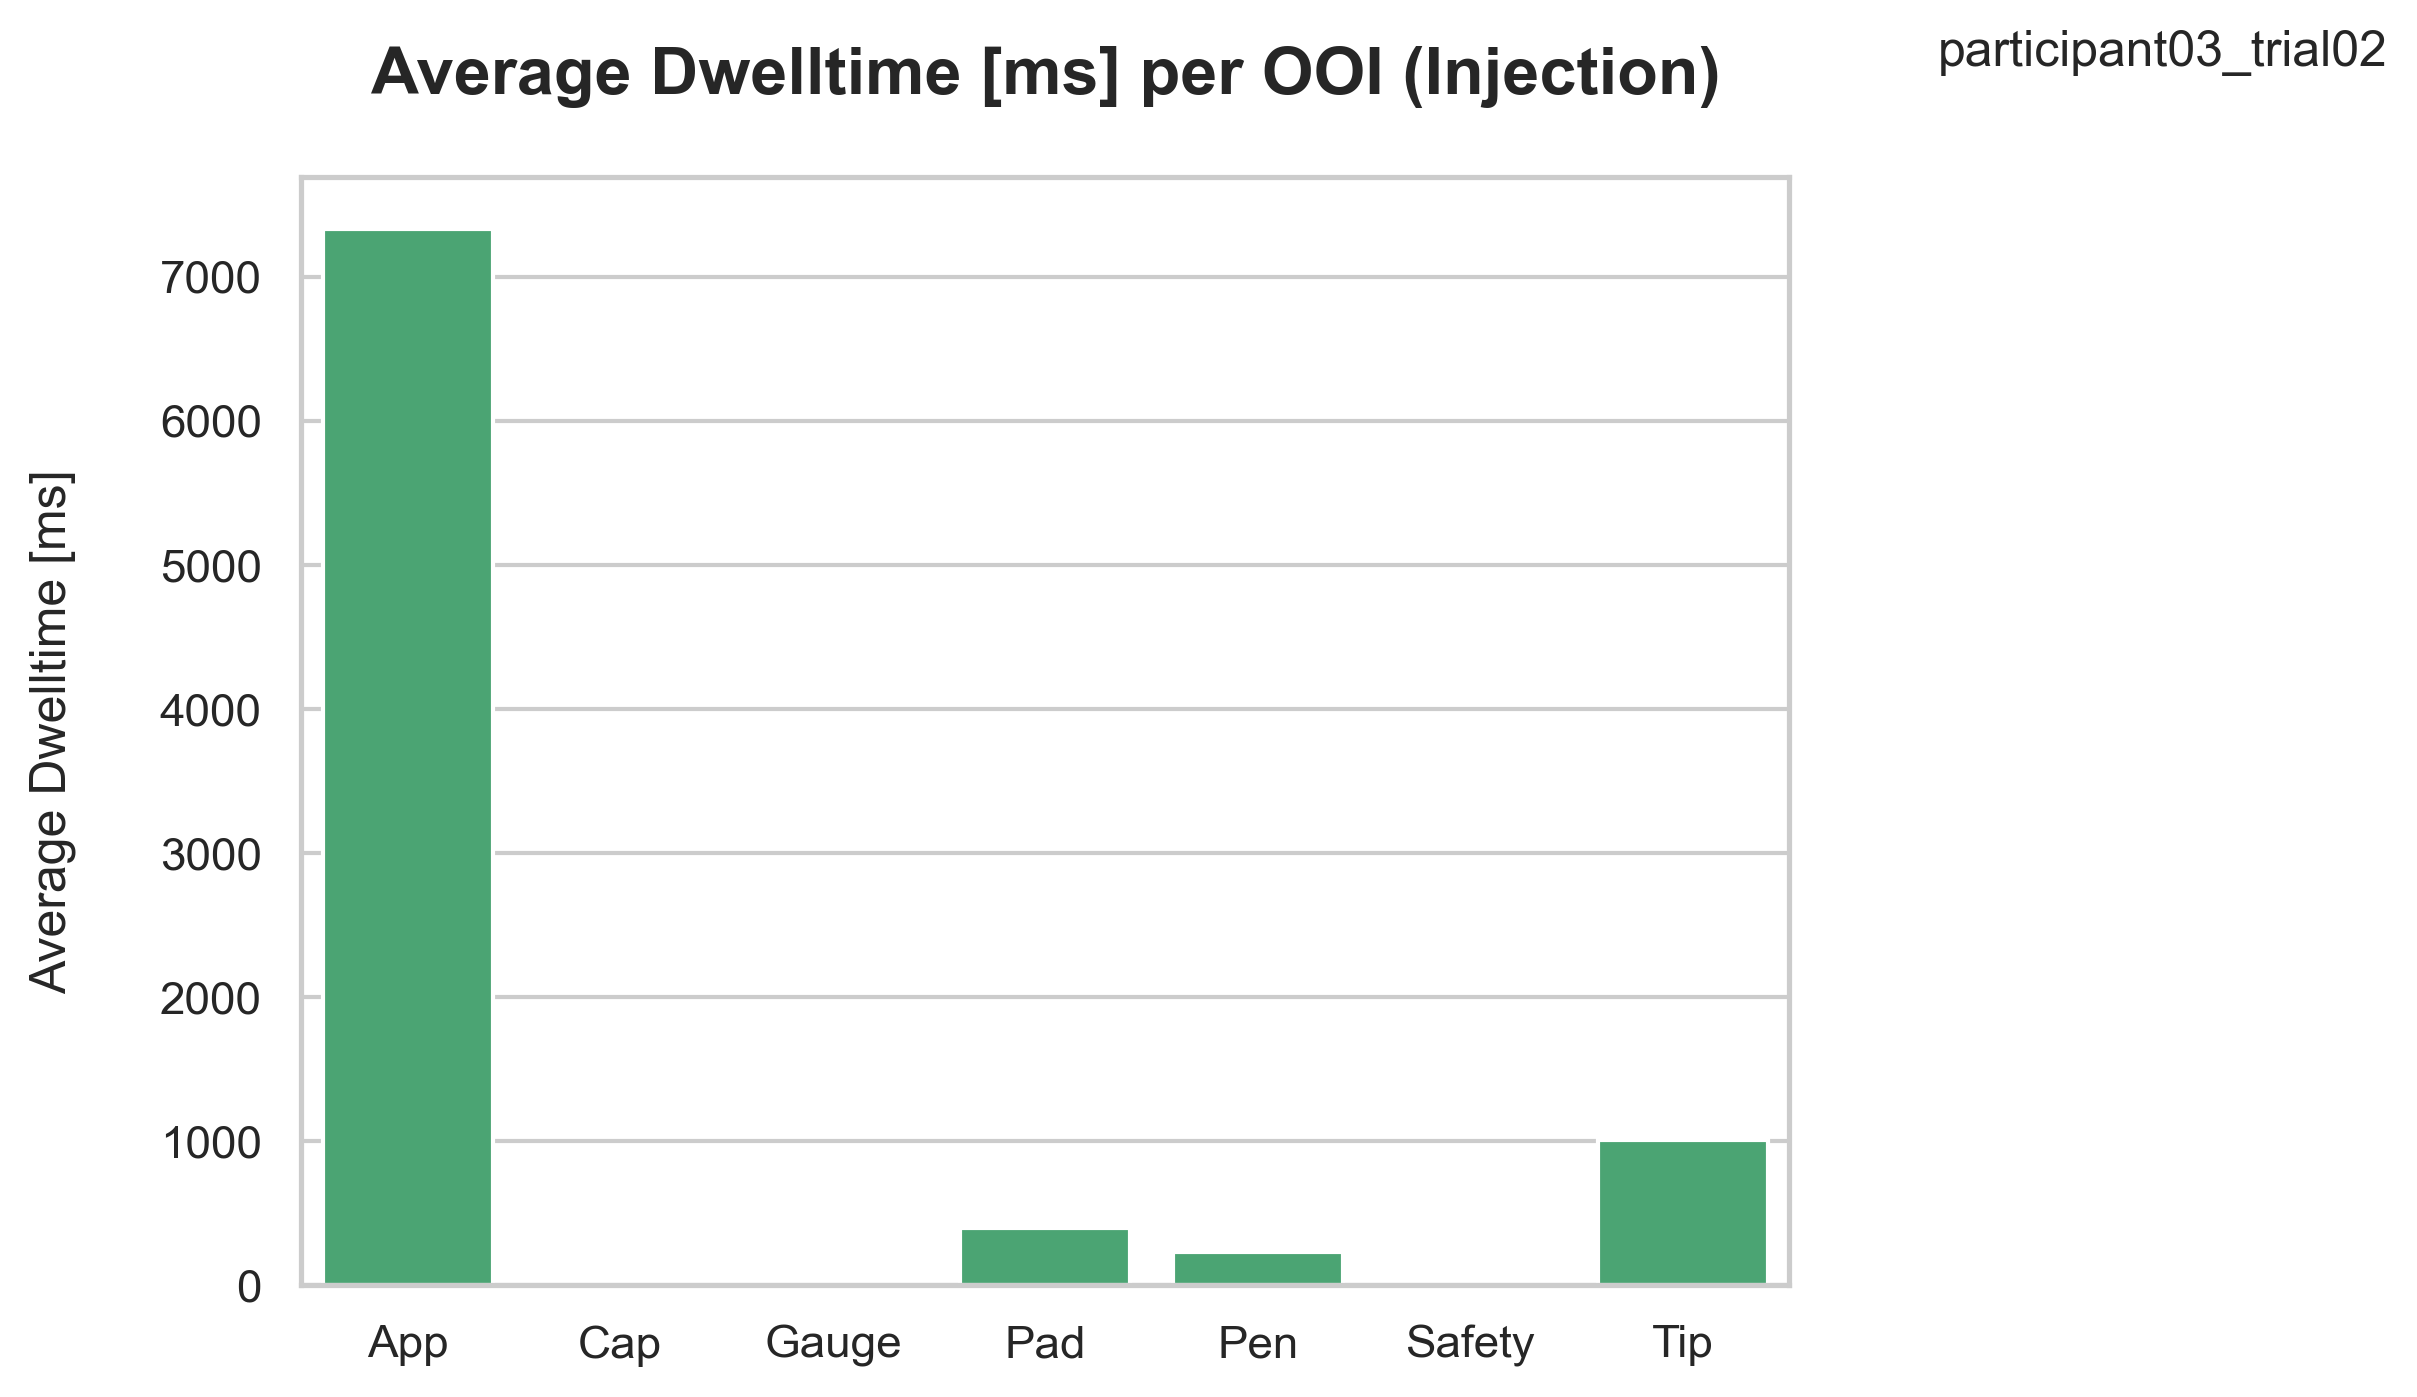 Average Dwelltime [ms] per OOI (Injection)
participant03_trial02
Average Dwelltime [ms]
7000
6000
5000
4000
3000
2000
1000
0
App Cap Gauge Pad Pen Safety Tip